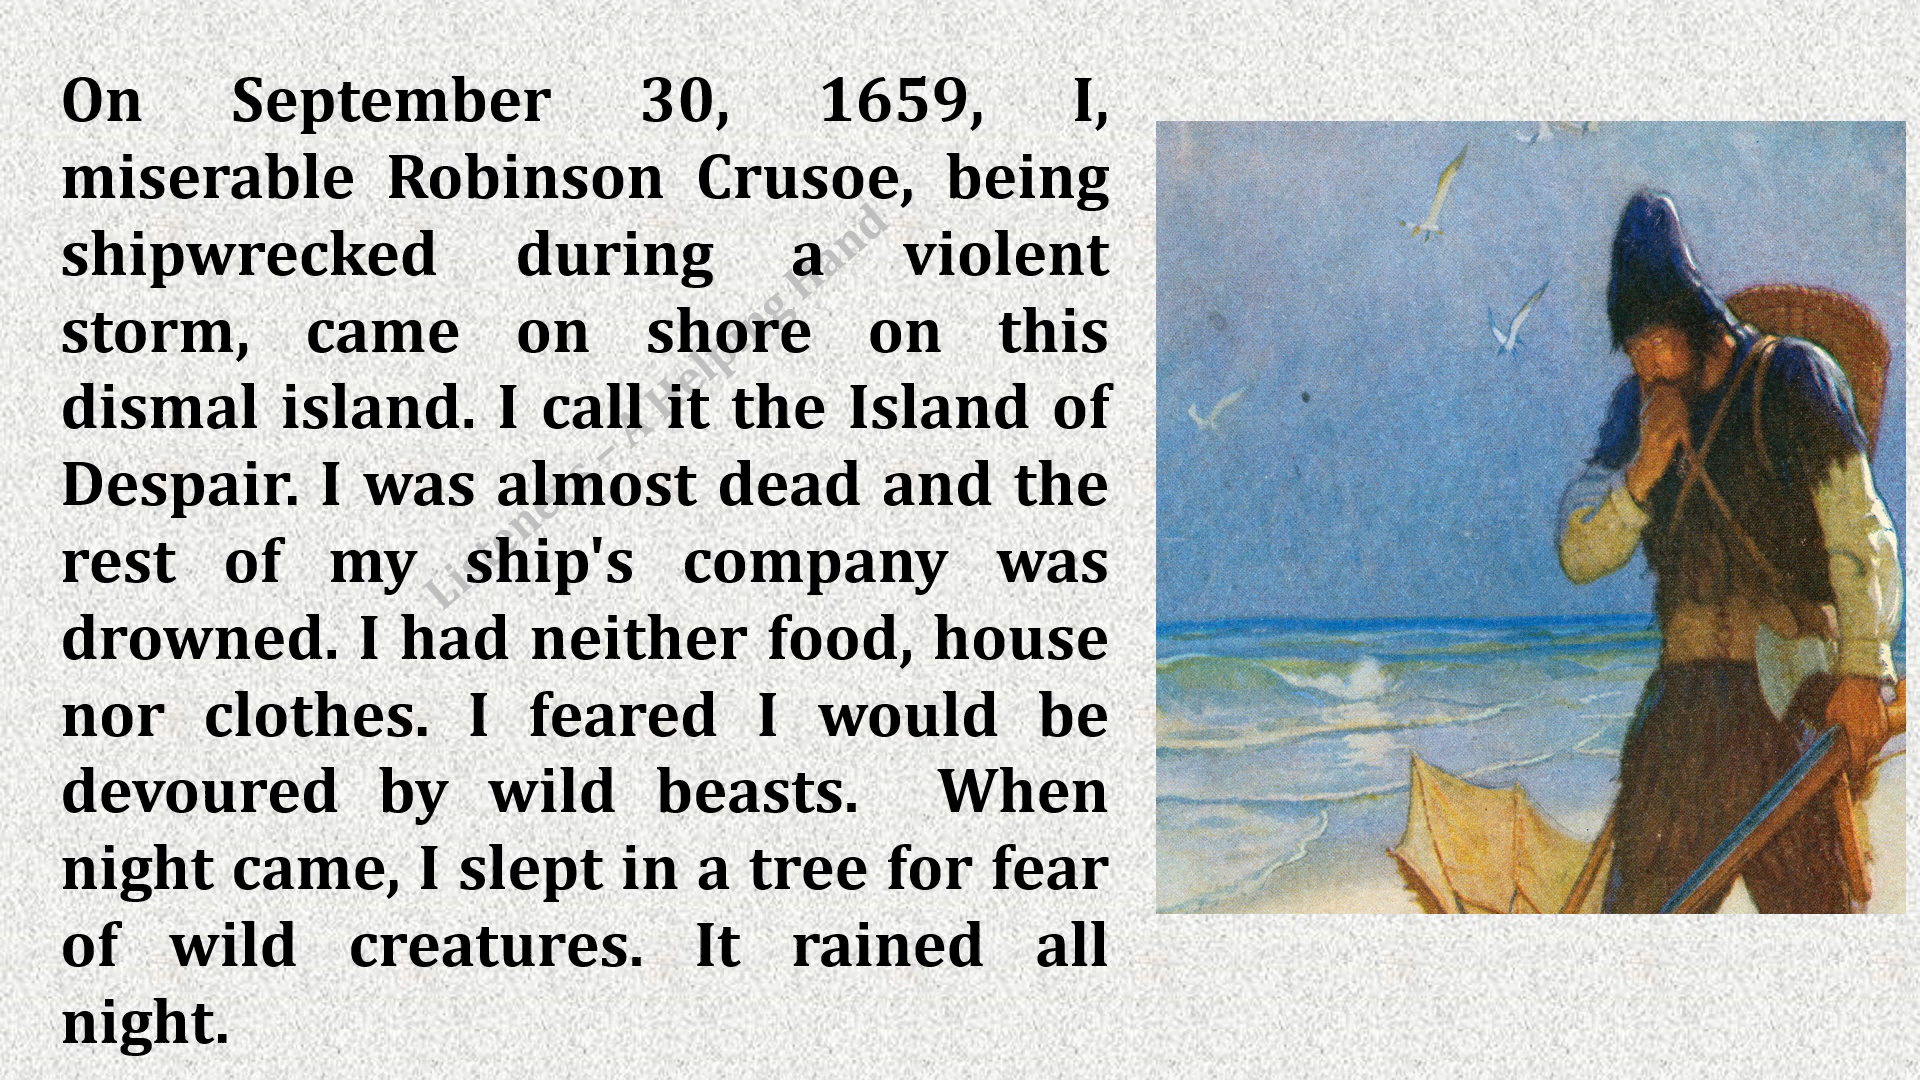 On September 30, 1659, I,
miserable Robinson Crusoe, being
shipwrecked during a violent
storm, came on shore on this
dismal island. I call it the Island of
Despair. I was almost dead and the
rest of my ship's company was
drowned. I had neither food, house
nor clothes. I feared I would be
devoured by wild beasts. When
night came, I slept in a tree for fear
of wild creatures. It rained all
night.
– A Helping Hand